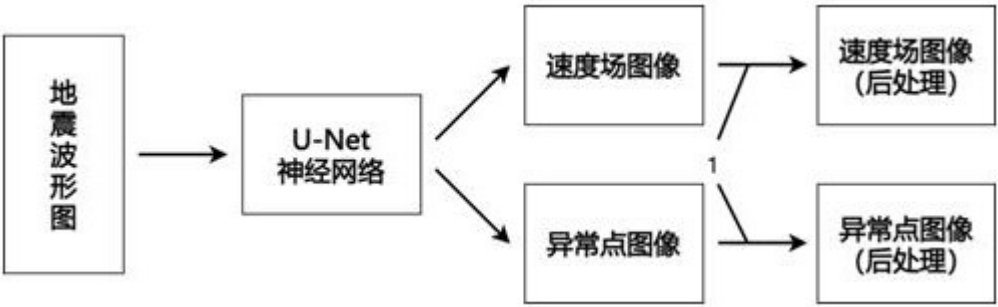 地震波形图
U-Net
神经网络
速度场图像
异常点图像
1
速度场图像
（后处理）
异常点图像
（后处理）